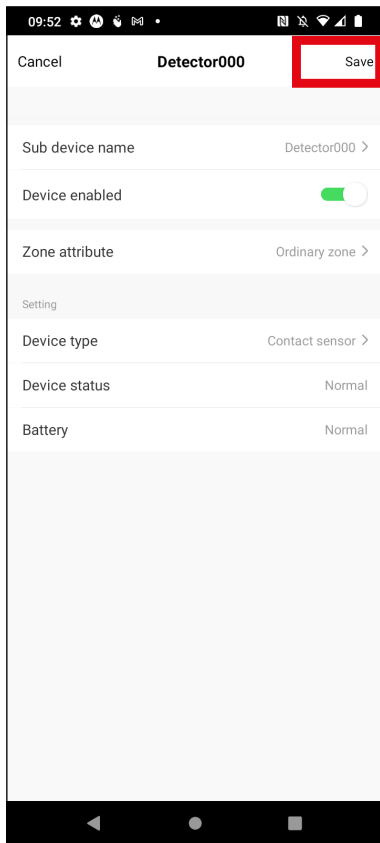 09:52
Cancel Detector000 Save
Sub device name Detector000
Device enabled
Zone attribute Ordinary zone
Setting
Device type Contact sensor
Device status Normal
Battery Normal